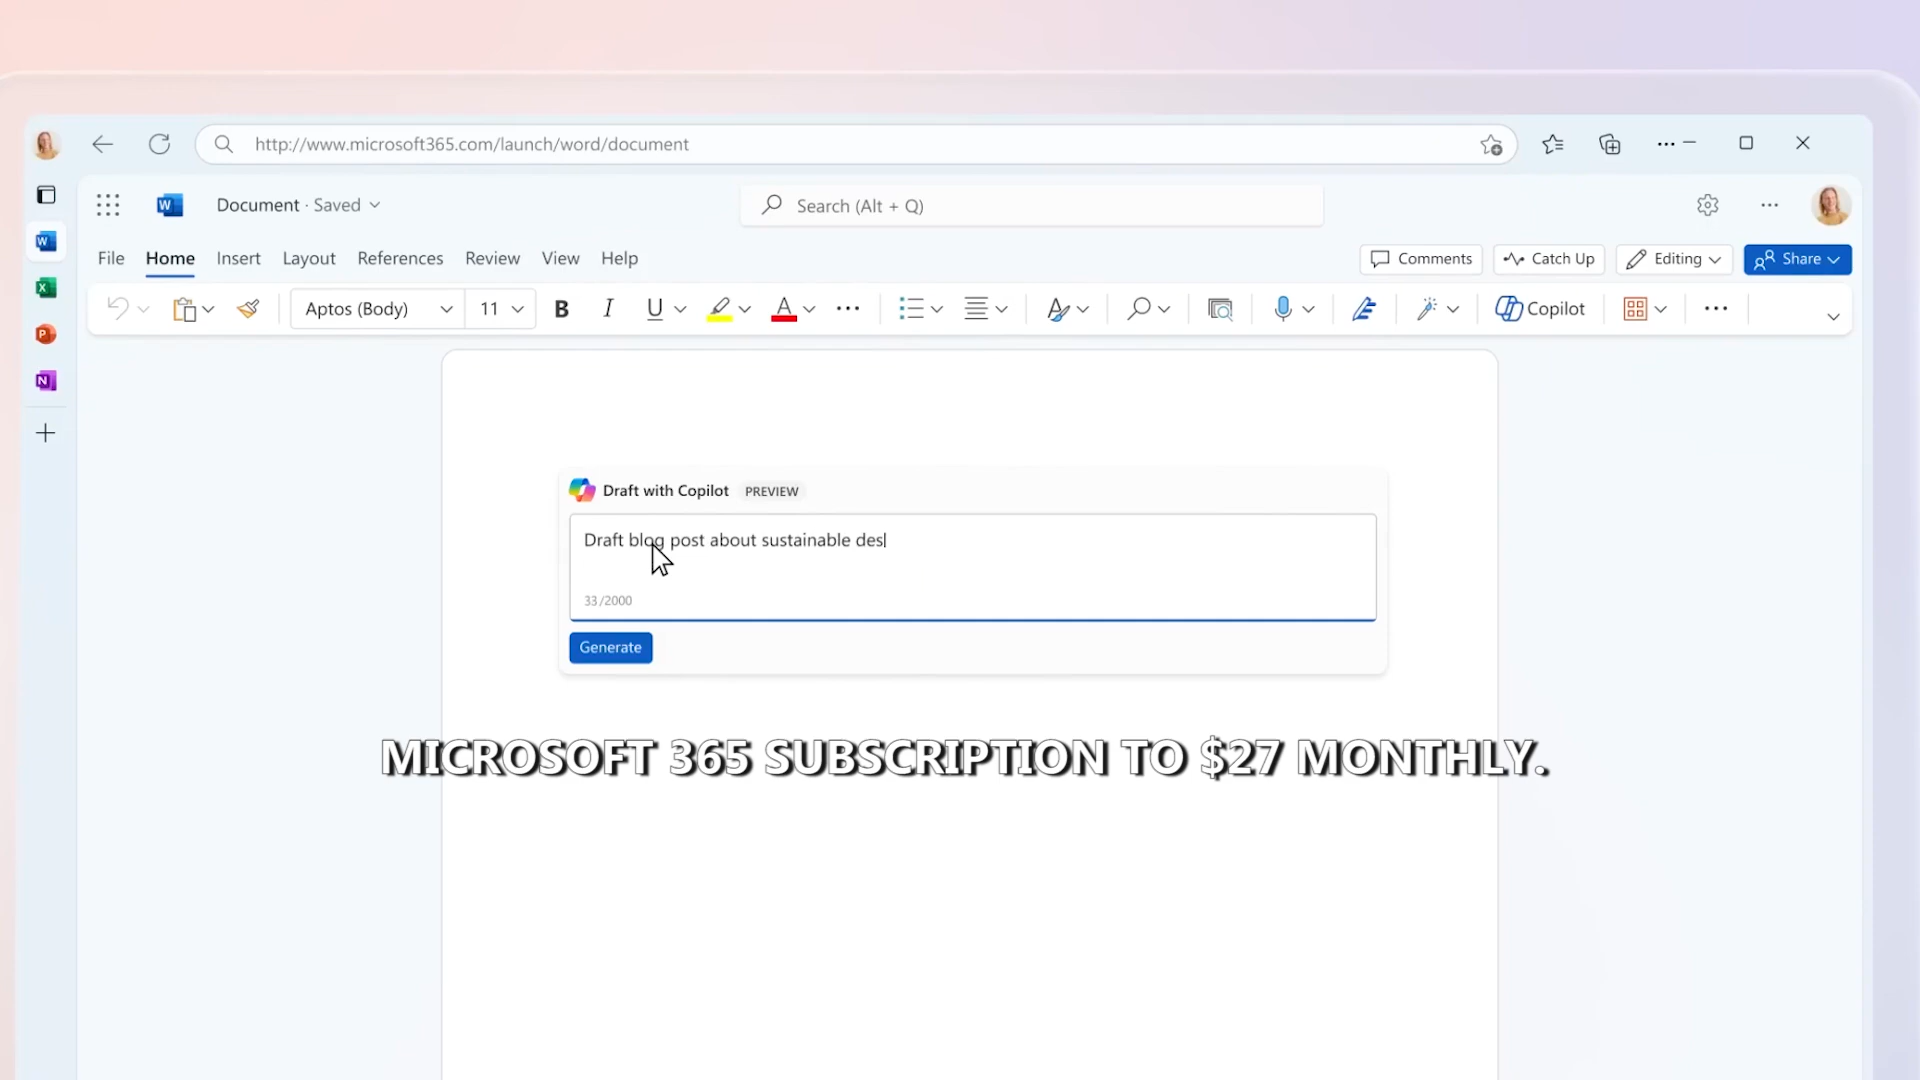 http://www.microsoft365.com/launch/word/document
Document · Saved
Search (Alt + Q)
File Home Insert Layout References Review View Help
Comments Catch Up Editing Share
Aptos (Body) 11 B I U A Copilot
Draft with Copilot PREVIEW
Draft blog post about sustainable des
33/2000
Generate
MICROSOFT 365 SUBSCRIPTION TO $27 MONTHLY.